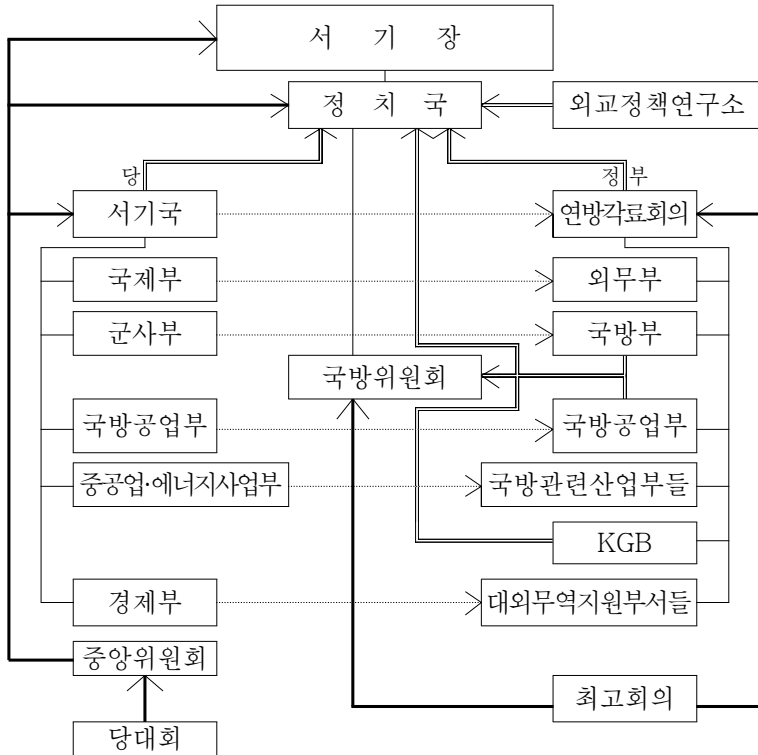 서 기 장
정 치 국
외교정책연구소
당
정 부
서기국
연방각료회의
국제부
외무부
군사부
국방부
국방위원회
국방공업부
국방공업부
중공업·에너지사업부
국방관련산업부들
KGB
경제부
대외무역지원부서들
중앙위원회
최고회의
당대회